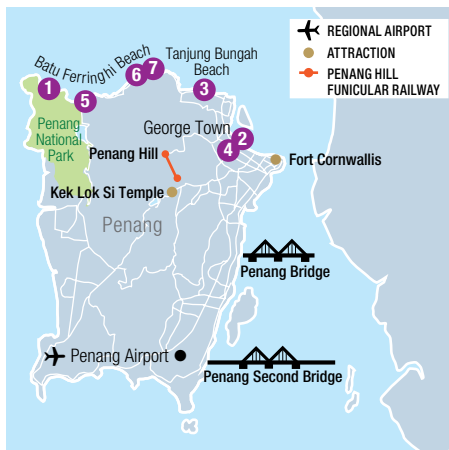 REGIONAL AIRPORT
ATTRACTION
PENANG HILL
FUNICULAR RAILWAY
Batu Ferringhi Beach
Tanjung Bungah
Beach
1
5
6
7
3
Penang
National
Park
George Town
2
4
Penang Hill
Fort Cornwallis
Kek Lok Si Temple
Penang
Penang Bridge
Penang Airport
Penang Second Bridge